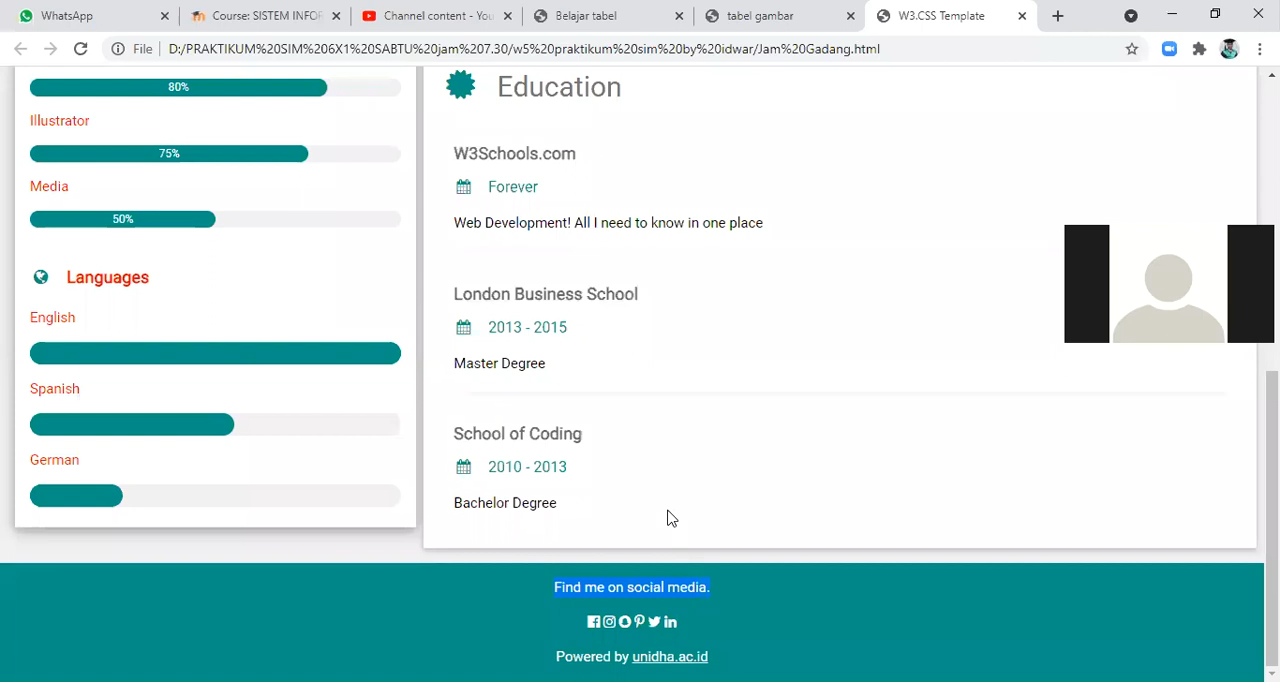 WhatsApp
Course: SISTEM INFOR
Channel content - You
Belajar tabel
tabel gambar
W3.CSS Template
File
D:/PRAKTIKUM%20SIM%206X1%20SABTU%20jam%207.30/w5%20praktikum%20sim%20by%20idwar/Jam%20Gadang.html
80%
Illustrator
75%
Media
50%
Languages
English
Spanish
German
Education
W3Schools.com
Forever
Web Development! All I need to know in one place
London Business School
2013 - 2015
Master Degree
School of Coding
2010 - 2013
Bachelor Degree
Find me on social media.
Powered by unidha.ac.id